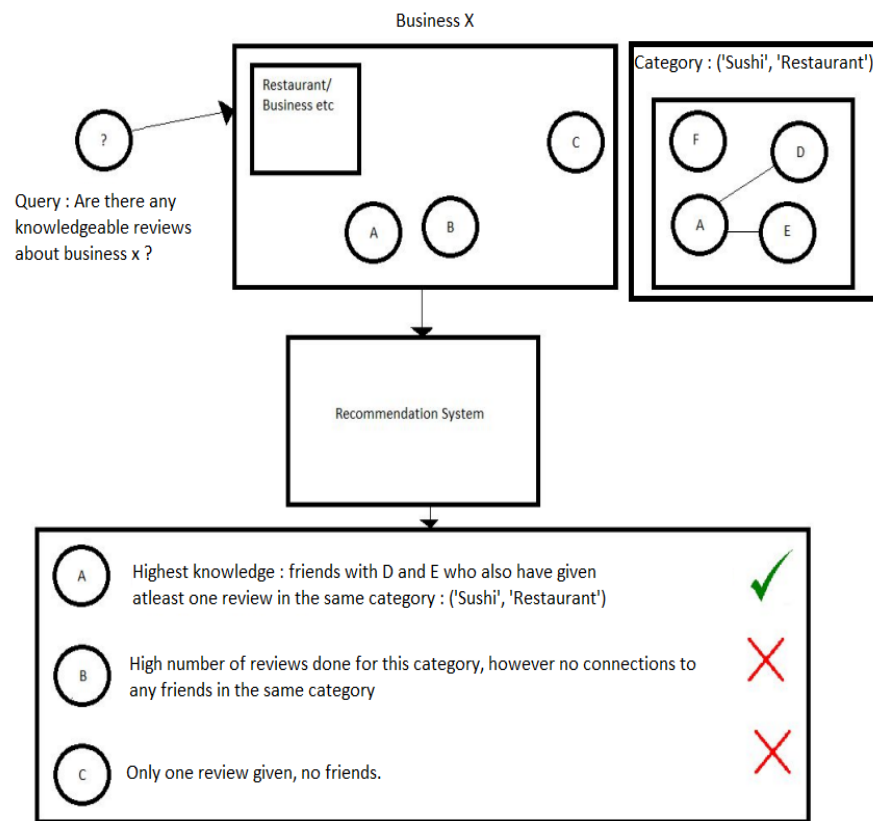 Business X
Restaurant/
Business etc
Category : ('Sushi', 'Restaurant')
?
C
F
D
A
B
A
E
Query : Are there any
knowledgeable reviews
about business x ?
Recommendation System
A
Highest knowledge : friends with D and E who also have given
atleast one review in the same category : ('Sushi', 'Restaurant')
B
High number of reviews done for this category, however no connections to
any friends in the same category
C
Only one review given, no friends.